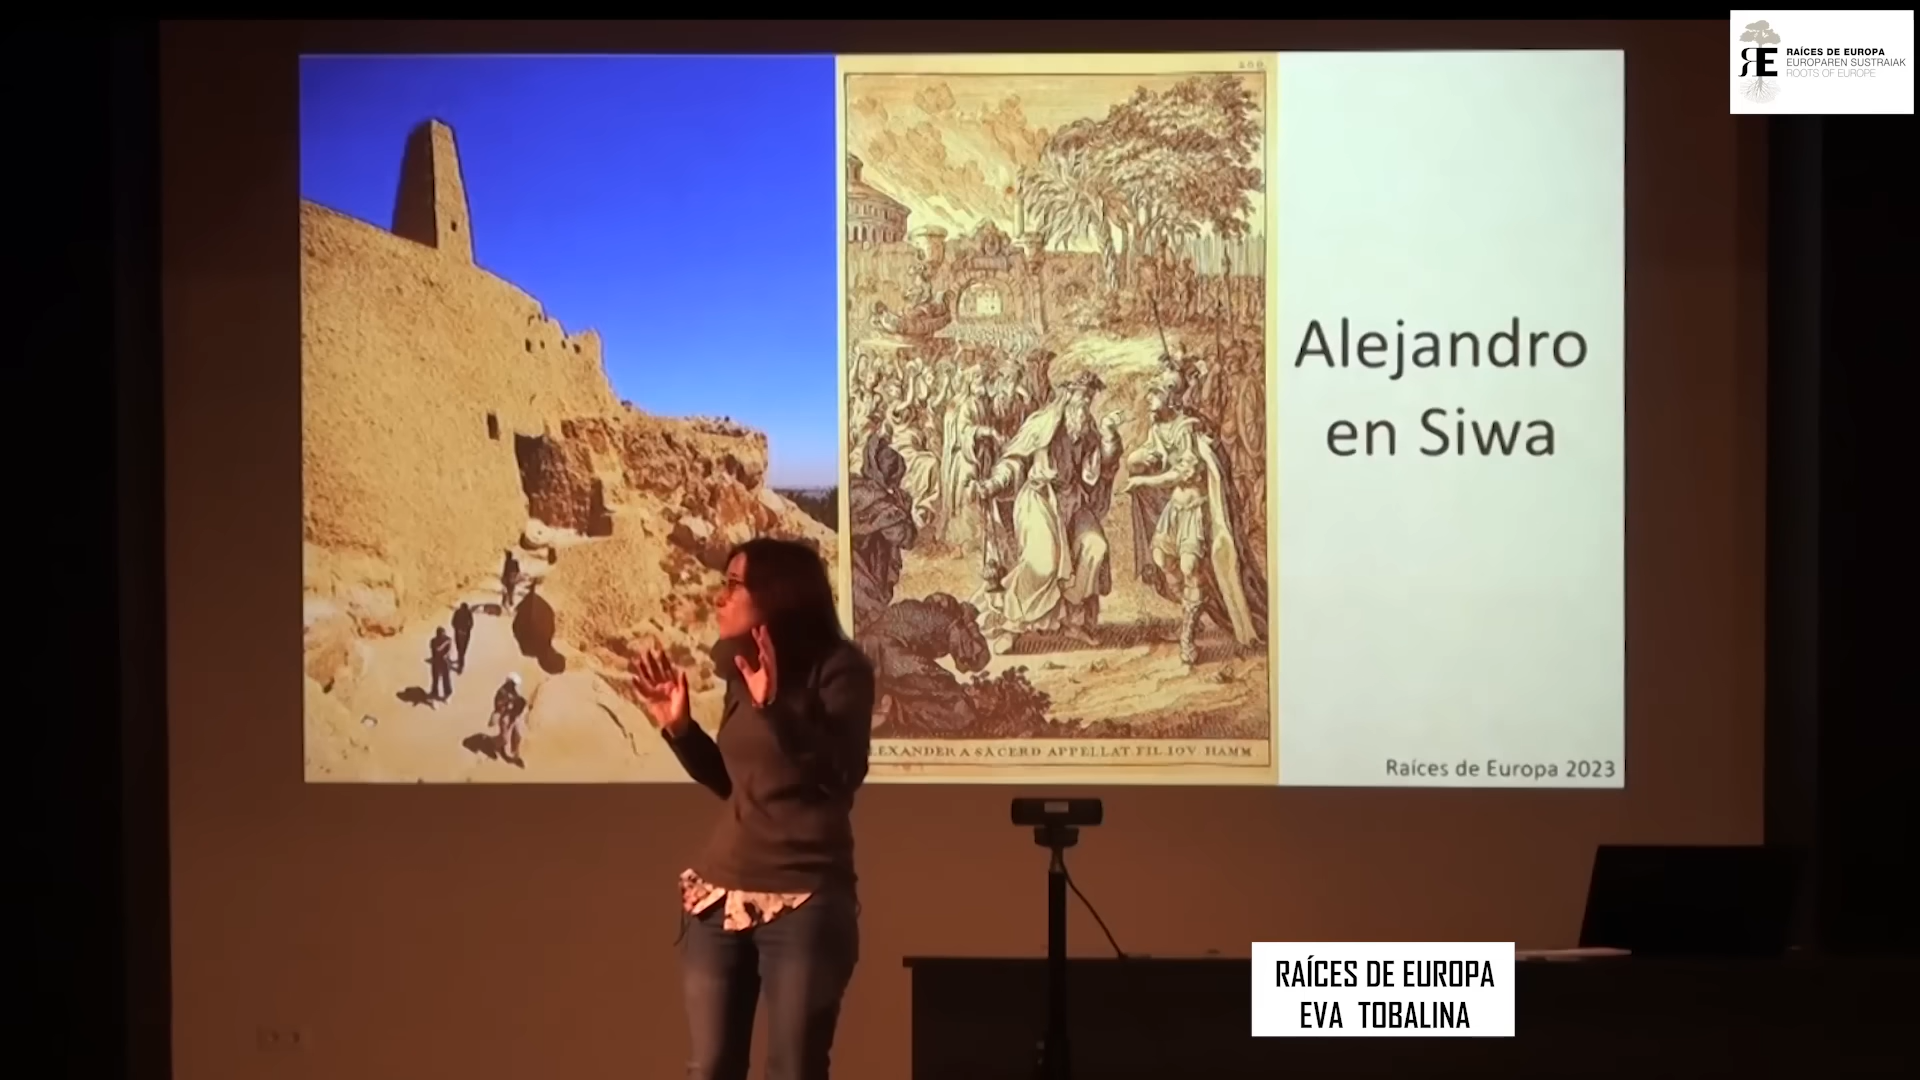 RAÍCES DE EUROPA
EUROPAREN SUSTRAIAK
ROOTS OF EUROPE
200
Alejandro
en Siwa
LEXANDER A SACERD APPELLAT FIL IOV HAMM
Raíces de Europa 2023
RAÍCES DE EUROPA
EVA TOBALINA